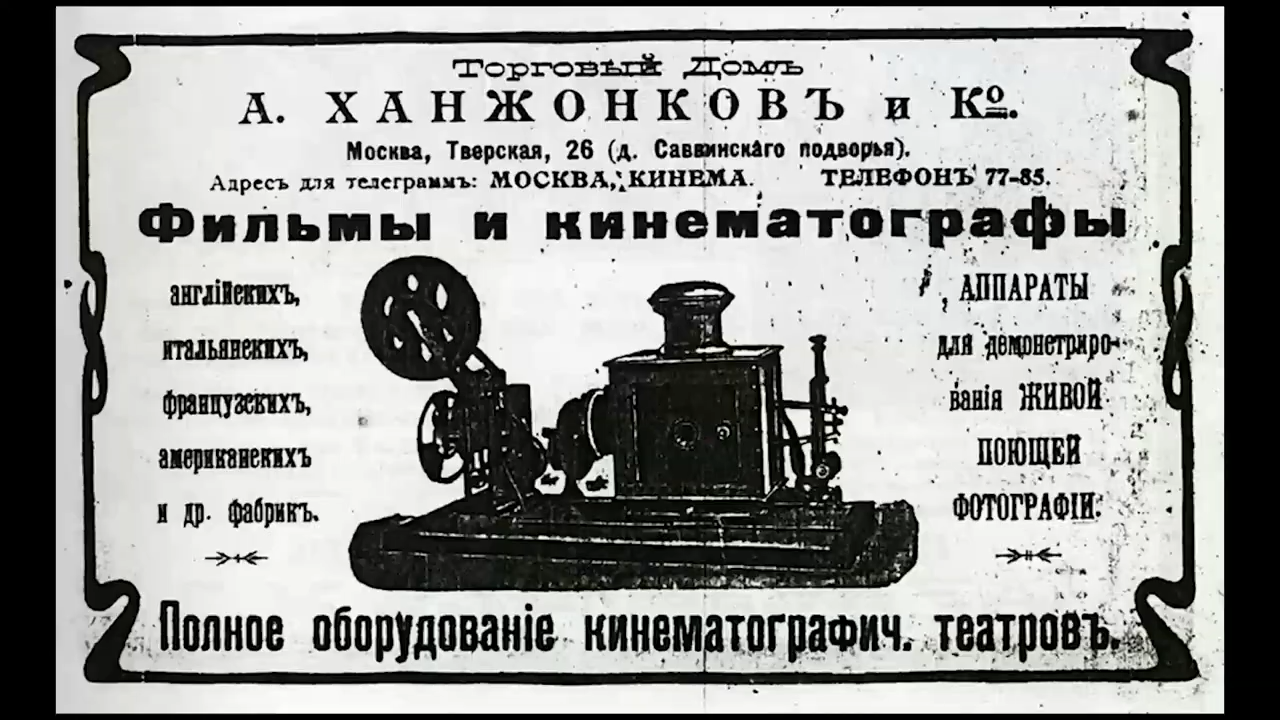 Торговый Домъ
А. ХАНЖОНКОВЪ и Ко.
Москва, Тверская, 26 (д. Саввинскаго подворья).
Адресъ для телеграммъ: МОСКВА, КИНЕМА. ТЕЛЕФОНЪ 77-85.
Фильмы и кинематографы
англійскихъ,
итальянскихъ,
французскихъ,
американскихъ
и др. фабрикъ.
АППАРАТЫ
для демонстриро-
ванія ЖИВОЙ
ПОЮЩЕЙ
ФОТОГРАФІИ.
Полное оборудованіе кинематографич. театровъ.